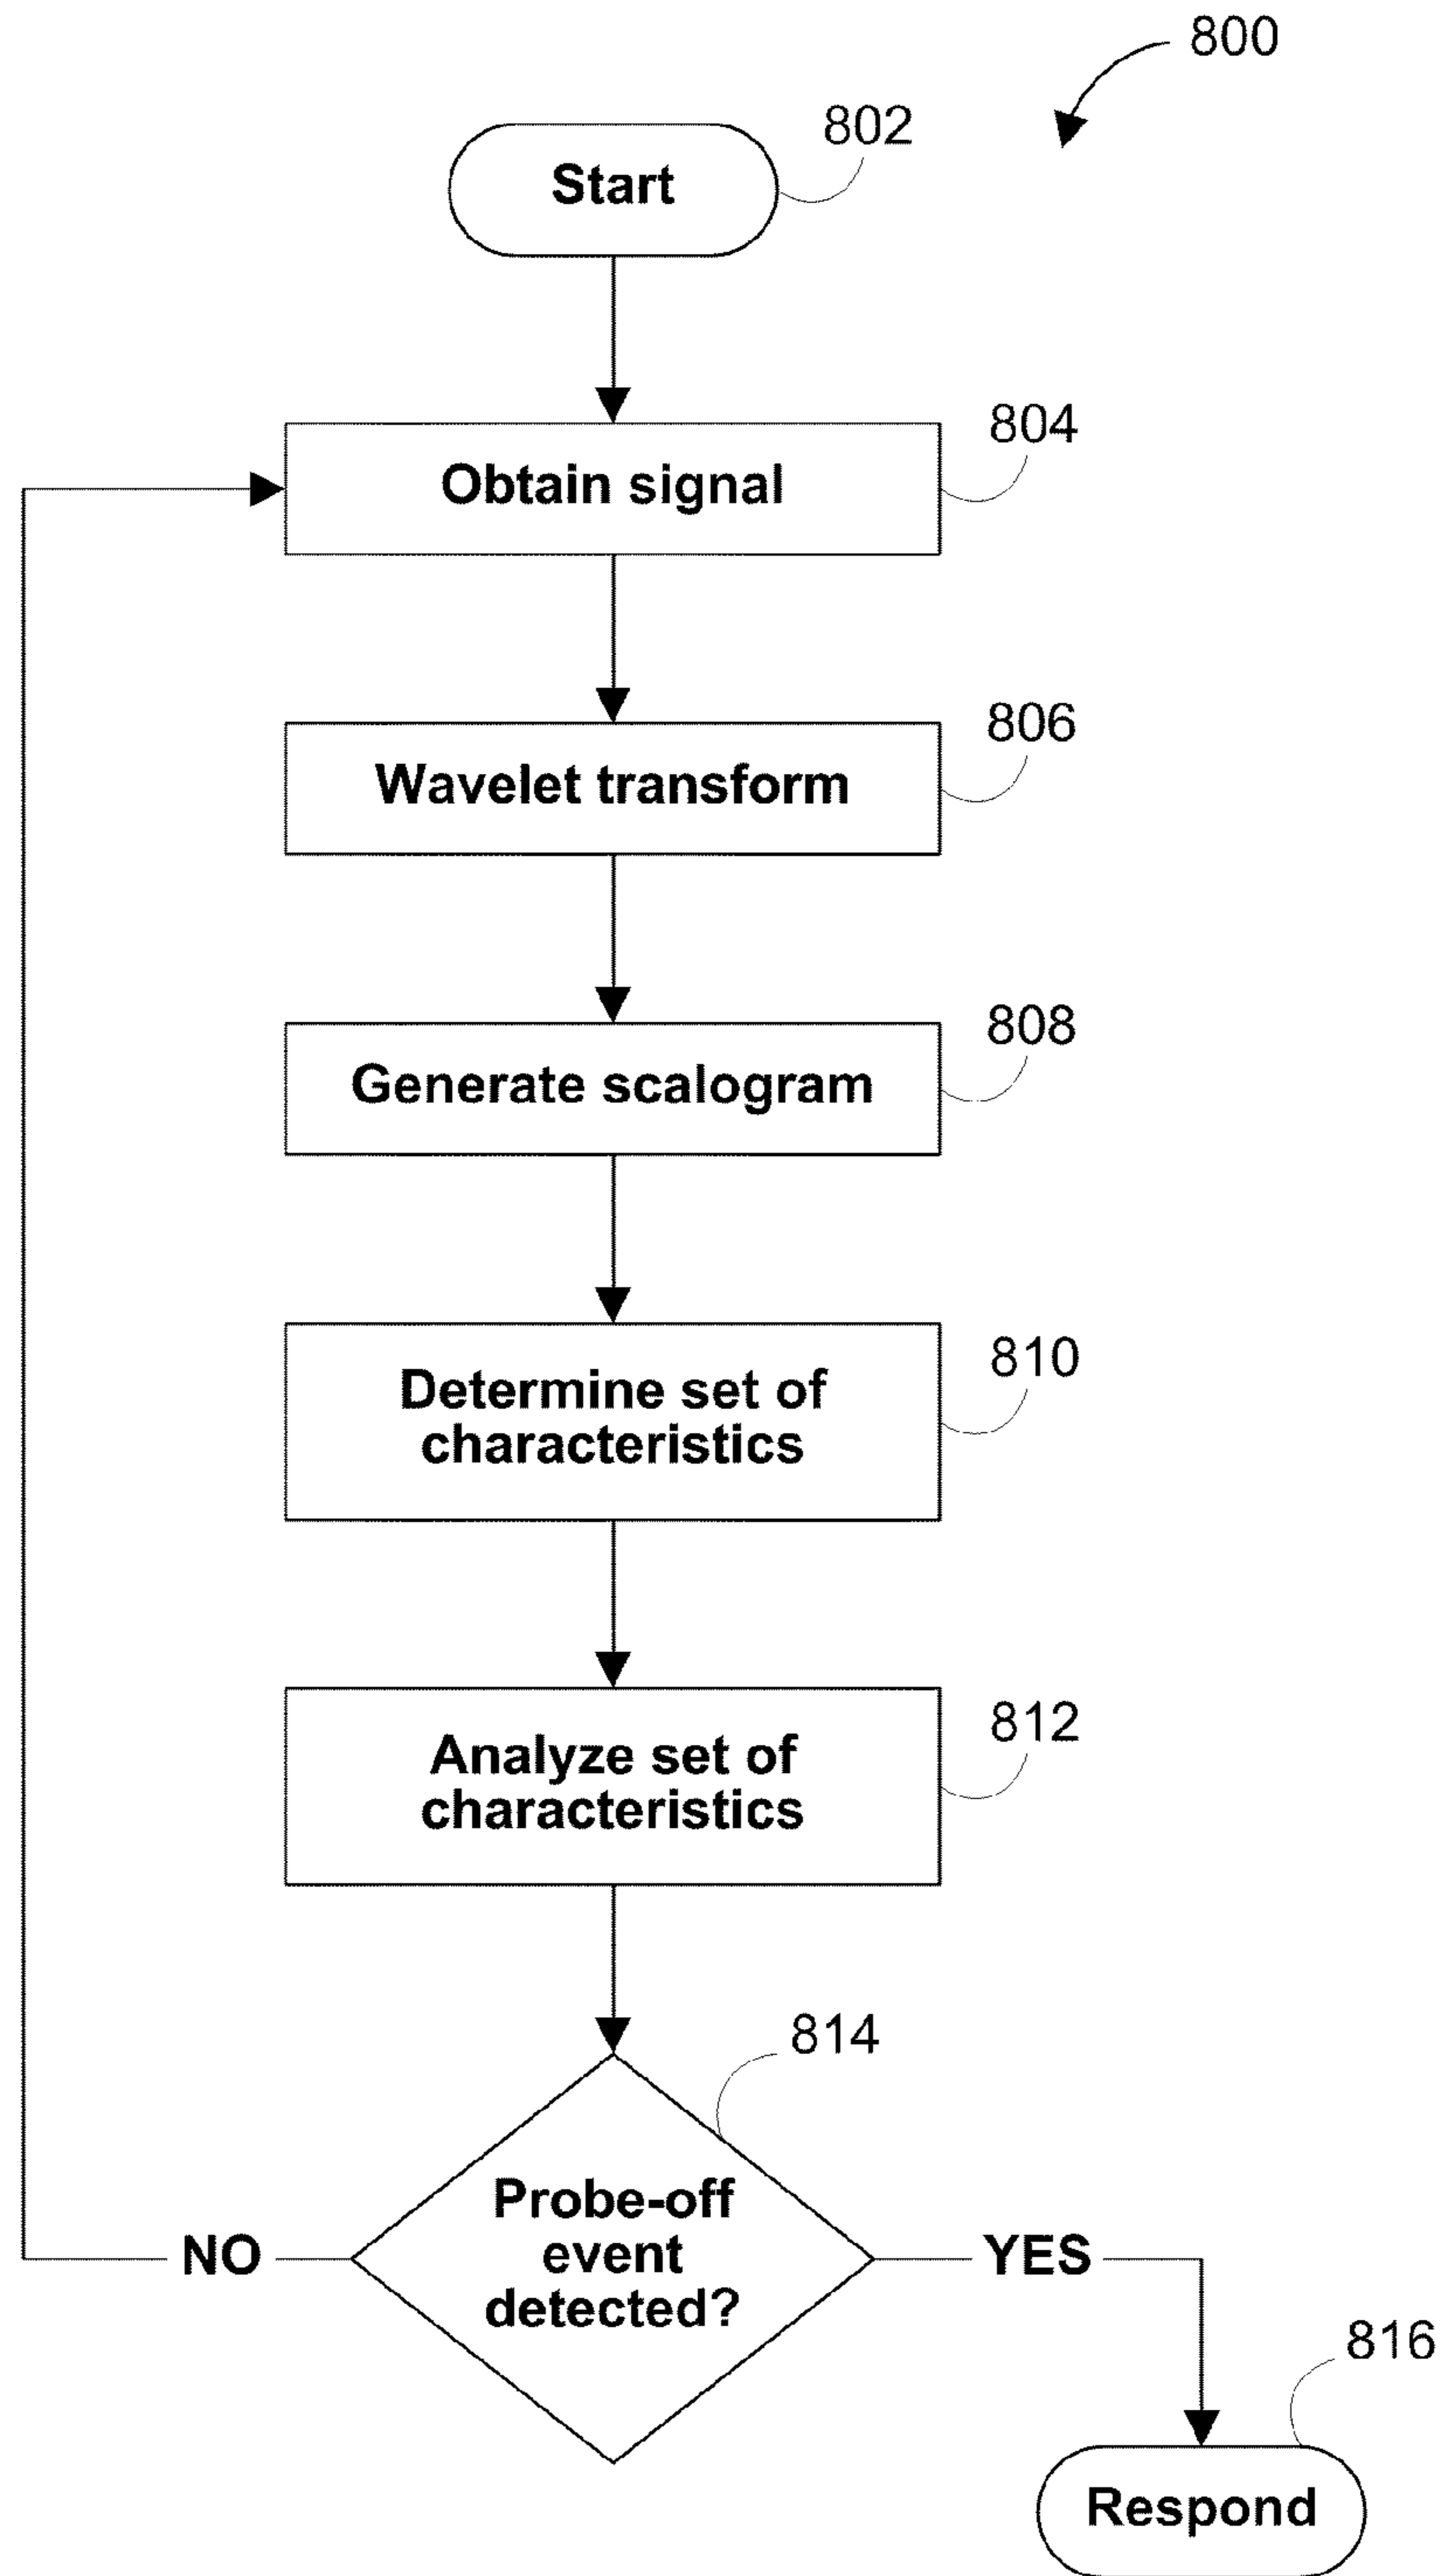 800
802
Start
804
Obtain signal
806
Wavelet transform
808
Generate scalogram
810
Determine set of
characteristics
812
Analyze set of
characteristics
814
Probe-off
event
detected?
NO
YES
816
Respond